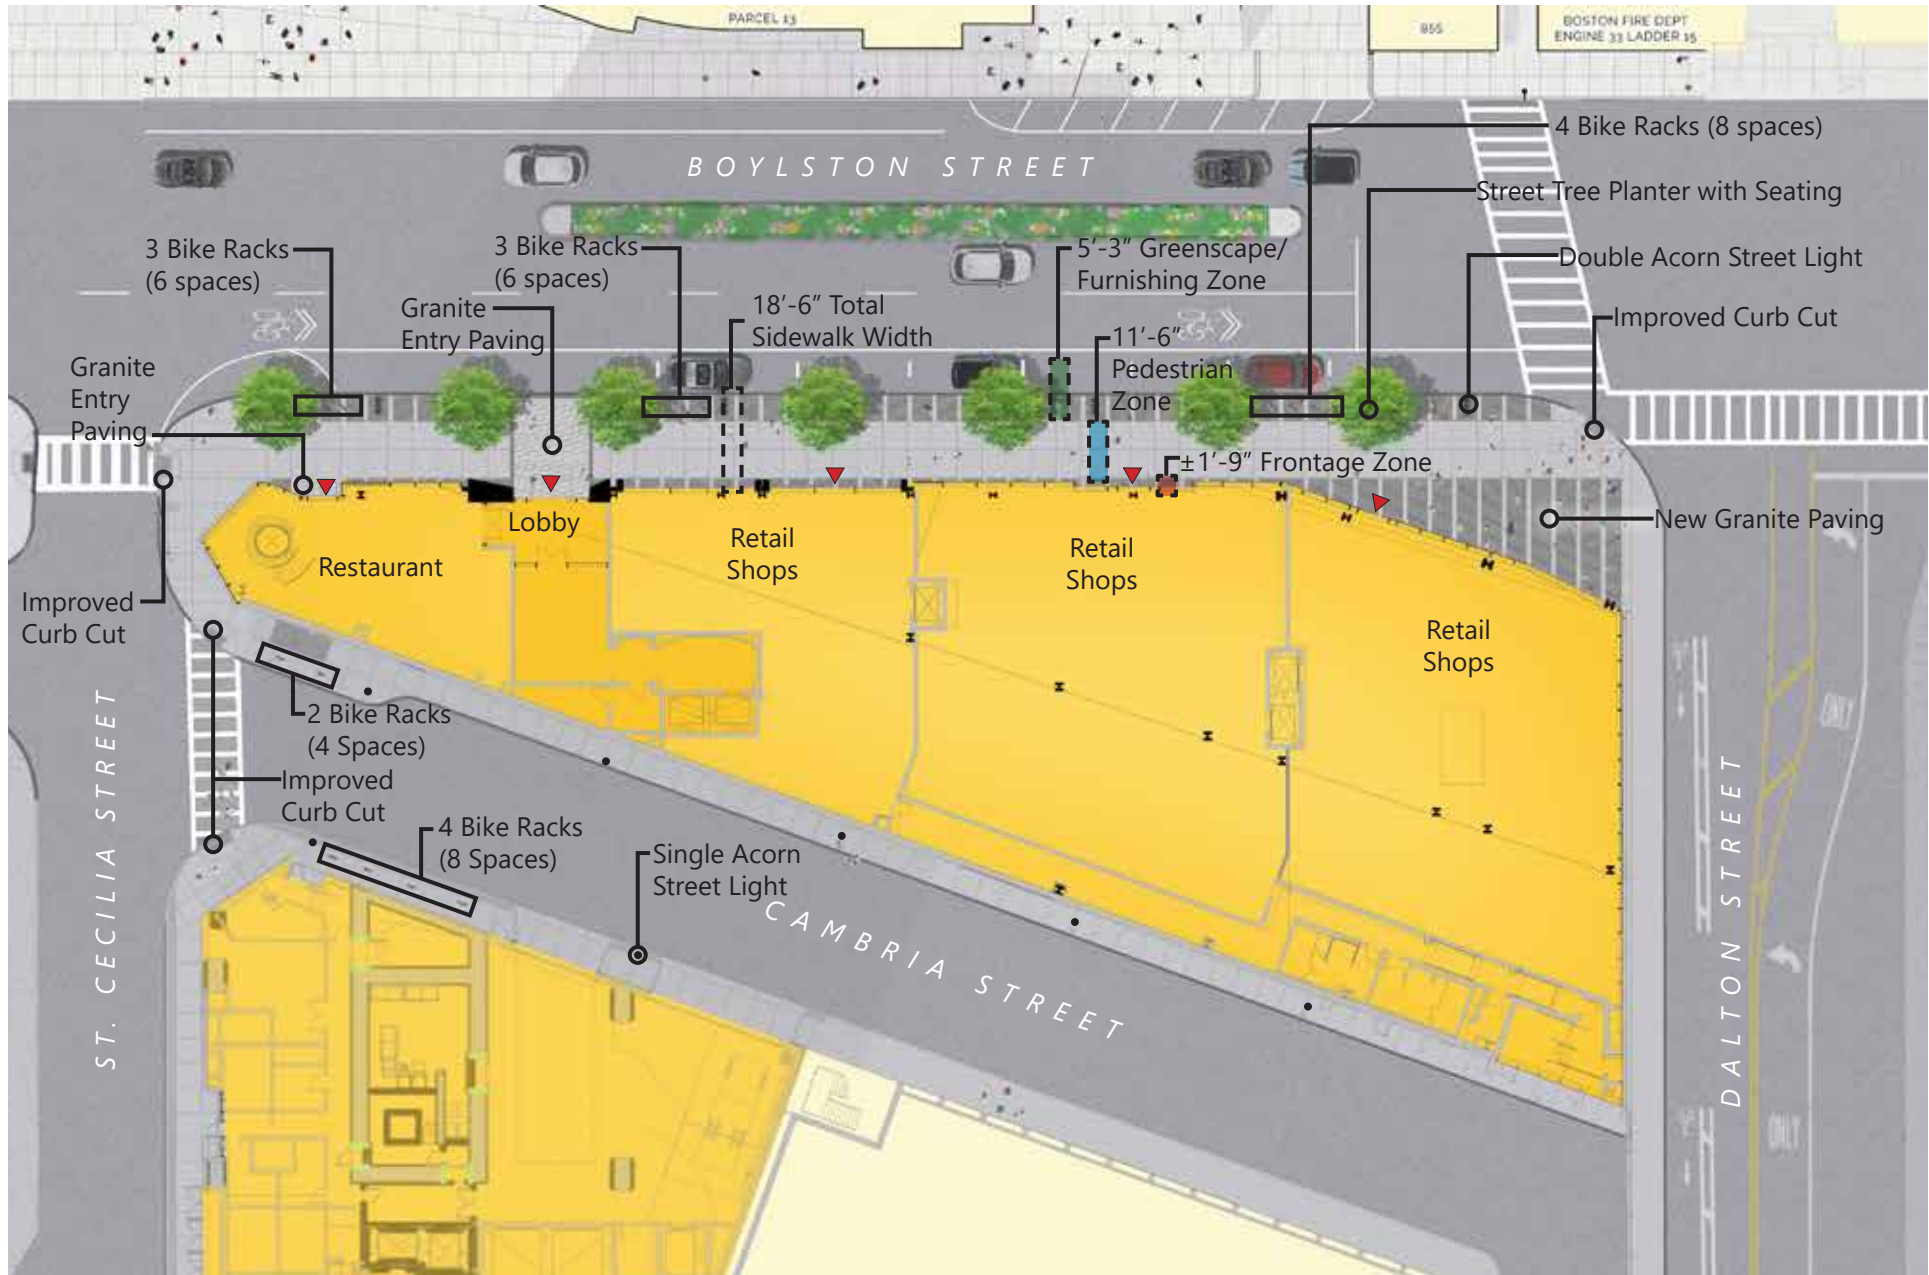 PARCEL 13
955
BOSTON FIRE DEPT
ENGINE 33 LADDER 15
BOYLSTON STREET
4 Bike Racks (8 spaces)
Street Tree Planter with Seating
Double Acorn Street Light
Improved Curb Cut
3 Bike Racks
(6 spaces)
3 Bike Racks
(6 spaces)
5'-3" Greenscape/
Furnishing Zone
Granite
Entry Paving
18'-6" Total
Sidewalk Width
11'-6"
Pedestrian
Zone
Granite
Entry
Paving
±1'-9" Frontage Zone
New Granite Paving
Restaurant
Lobby
Retail
Shops
Retail
Shops
Retail
Shops
Improved
Curb Cut
2 Bike Racks
(4 Spaces)
Improved
Curb Cut
4 Bike Racks
(8 Spaces)
Single Acorn
Street Light
ST. CECILIA STREET
CAMBRIA STREET
DALTON STREET
ONLY
ONLY